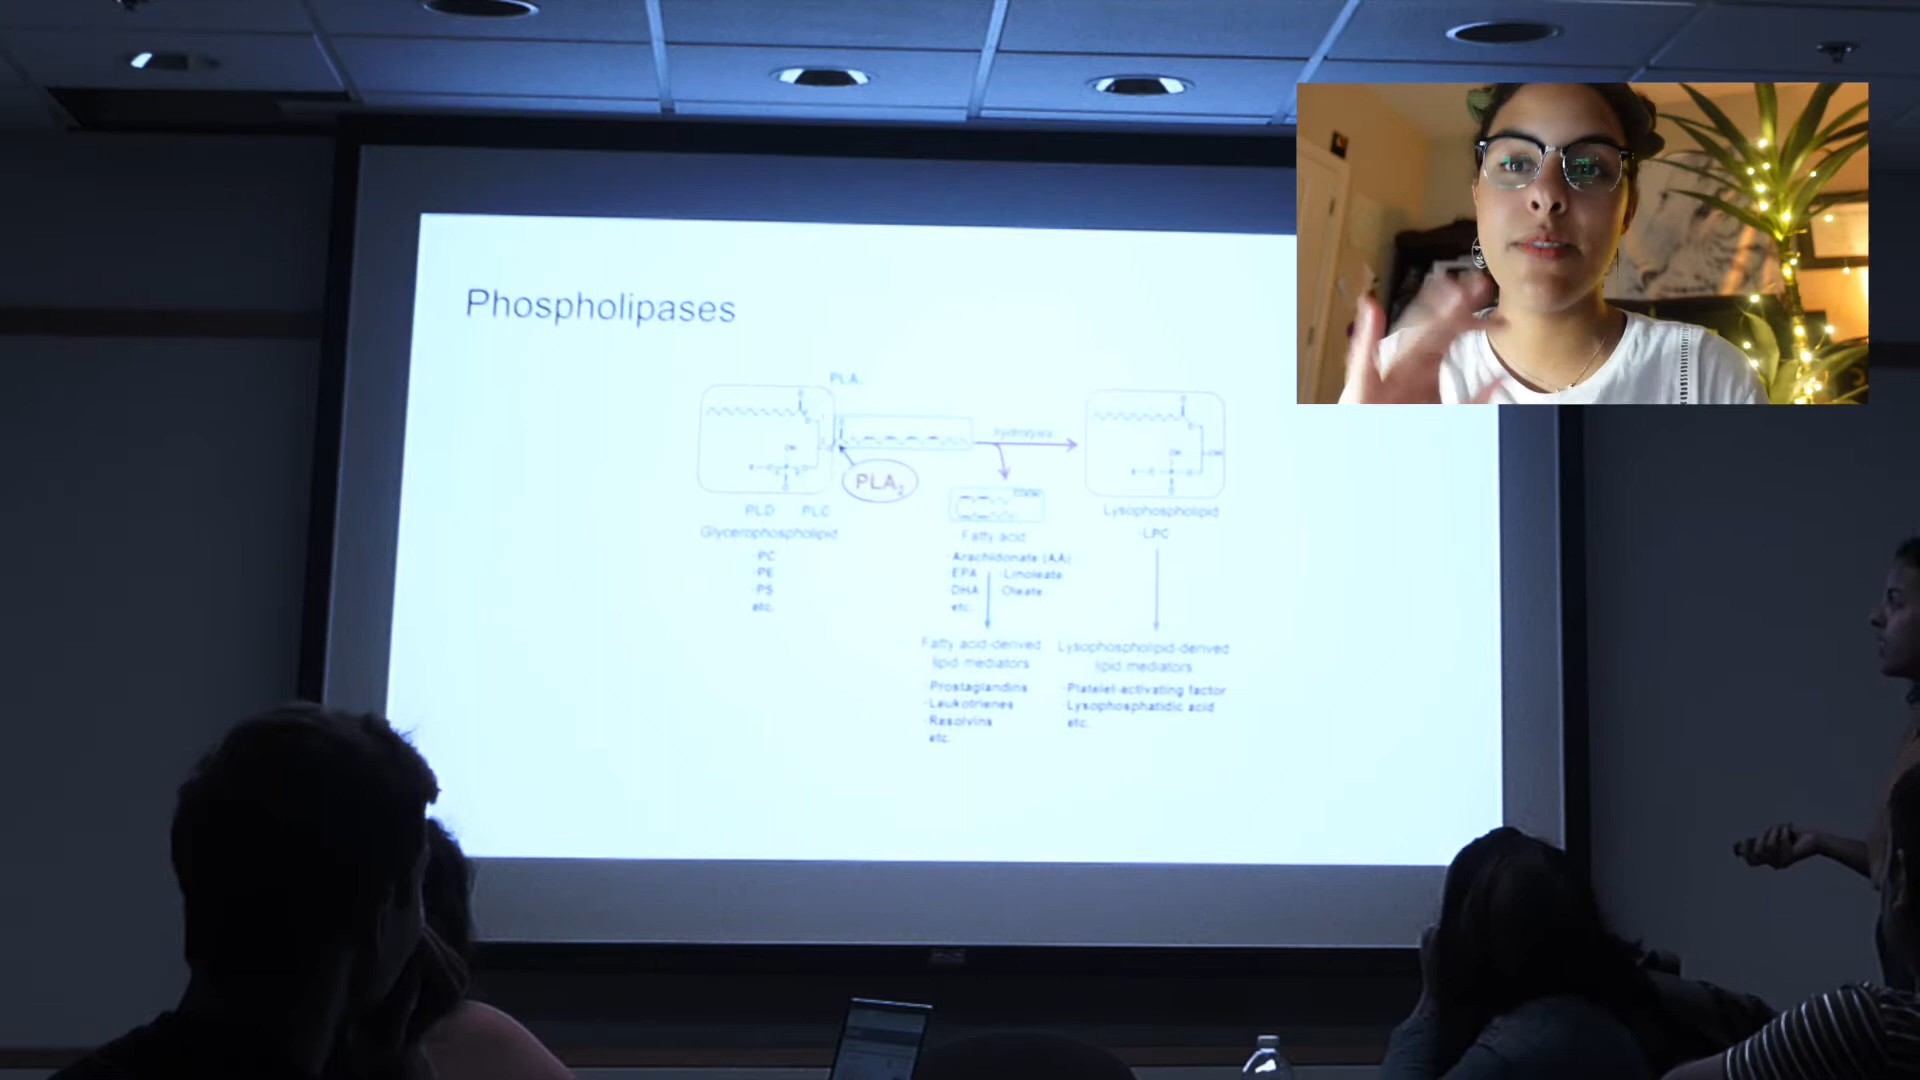 Phospholipases
PLA₁
hydrolysis
PLA₂
COOH
PLD PLC
Glycerophospholipid
·PC
·PE
·PS
etc.
Fatty acid
·Arachidonate (AA)
·EPA ·Linoleate
·DHA ·Oleate
etc.
Lysophospholipid
·LPC
Fatty acid-derived
lipid mediators
·Prostaglandins
·Leukotrienes
·Resolvins
etc.
Lysophospholipid-derived
lipid mediators
·Platelet-activating factor
·Lysophosphatidic acid
etc.